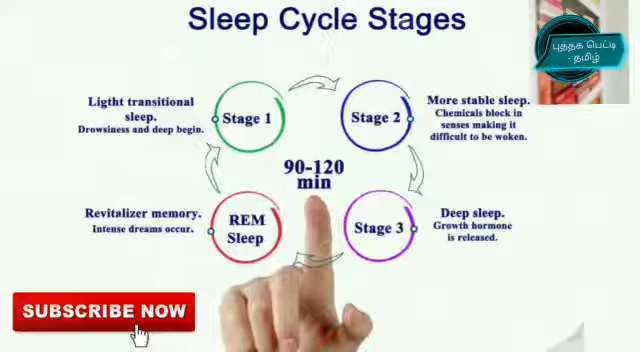 Sleep Cycle Stages
புத்தக பெட்டி
- தமிழ்
Ligtht transitional
sleep.
Drowsiness and deep begin.
Stage 1
Stage 2
More stable sleep.
Chemicals block in
senses making it
difficult to be woken.
90-120
min
Revitalizer memory.
Intense dreams occur.
REM
Sleep
Stage 3
Deep sleep.
Growth hormone
is released.
SUBSCRIBE NOW